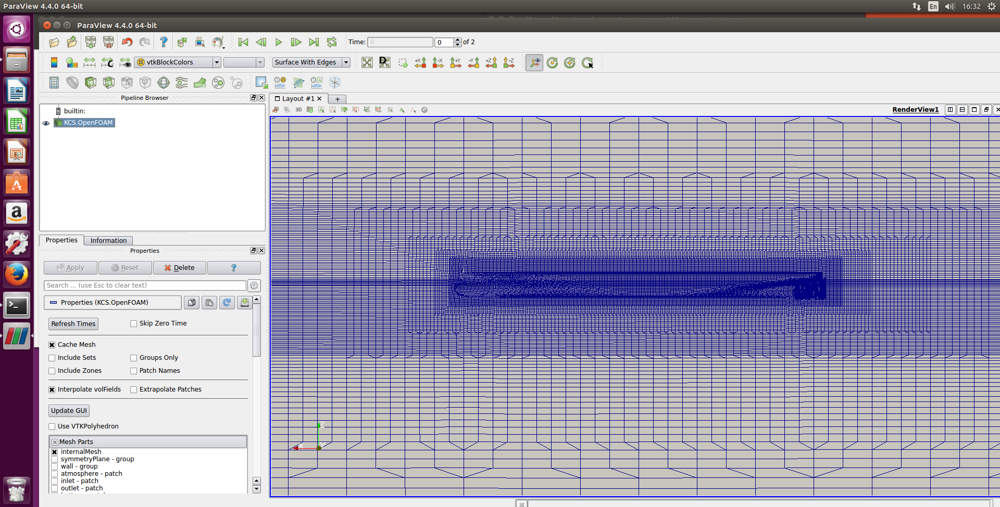 ParaView 4.4.0 64-bit
En
16:32
ParaView 4.4.0 64-bit
Time: 0
0
of 2
vtkBlockColors
Surface With Edges
+X
-X
+Y
-Y
+Z
-Z
Pipeline Browser
builtin:
KCS.OpenFOAM
Layout #1
3D
RenderView1
Properties
Information
Properties
Apply
Reset
Delete
?
Search ... (use Esc to clear text)
Properties (KCS.OpenFOAM)
Refresh Times
Skip Zero Time
Cache Mesh
Include Sets
Groups Only
Include Zones
Patch Names
Interpolate volFields
Extrapolate Patches
Update GUI
Use VTKPolyhedron
Mesh Parts
internalMesh
symmetryPlane - group
wall - group
atmosphere - patch
inlet - patch
outlet - patch
Z
X
Y